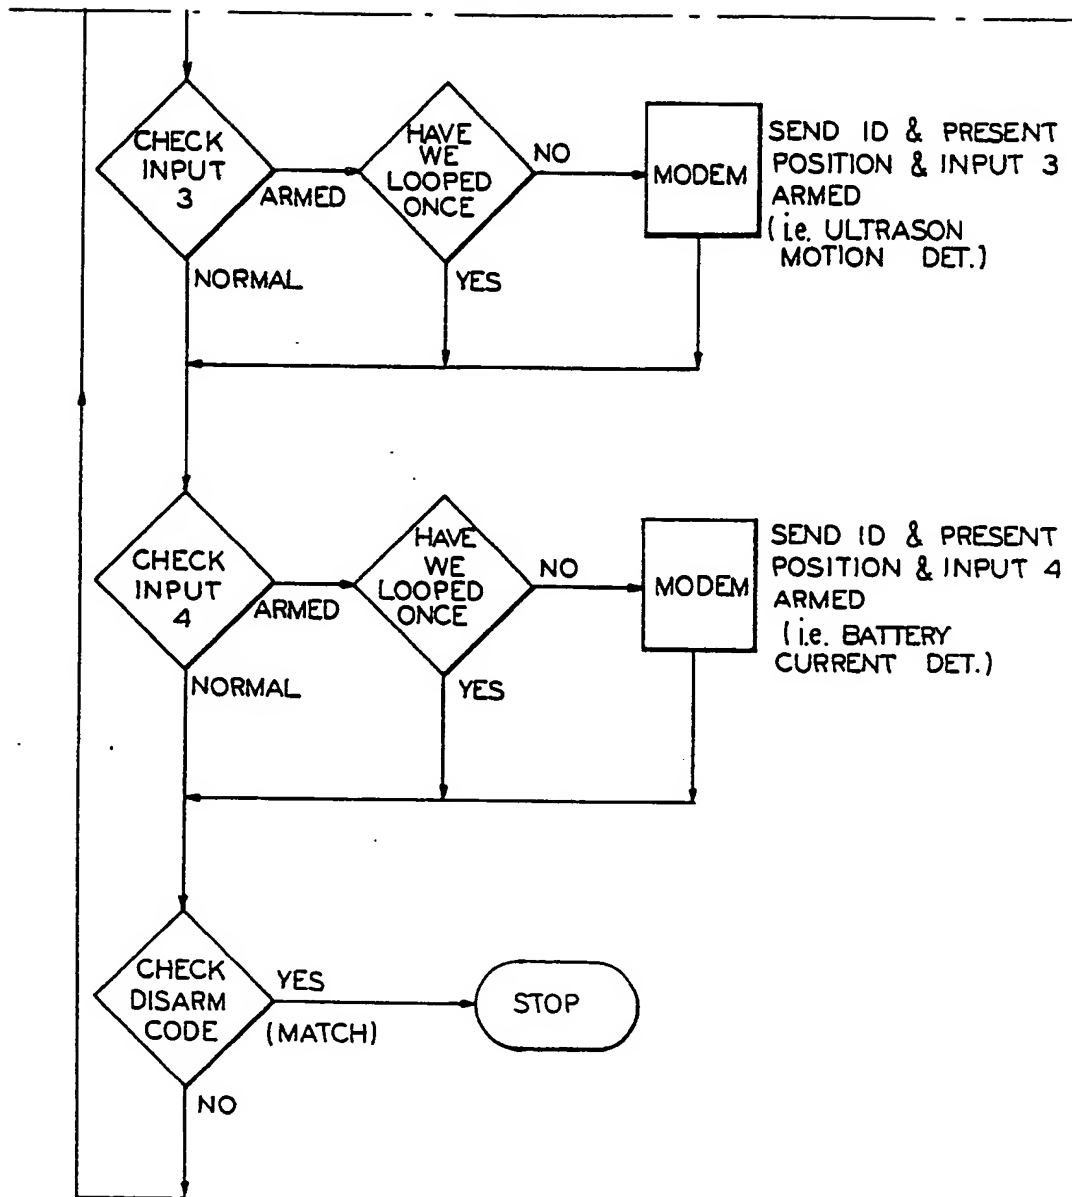 CHECK
INPUT
3
ARMED
NORMAL
HAVE
WE
LOOPED
ONCE
NO
YES
MODEM
SEND ID & PRESENT
POSITION & INPUT 3
ARMED
(i.e. ULTRASON
MOTION DET.)
CHECK
INPUT
4
ARMED
NORMAL
HAVE
WE
LOOPED
ONCE
NO
YES
MODEM
SEND ID & PRESENT
POSITION & INPUT 4
ARMED
(i.e. BATTERY
CURRENT DET.)
CHECK
DISARM
CODE
YES
(MATCH)
NO
STOP